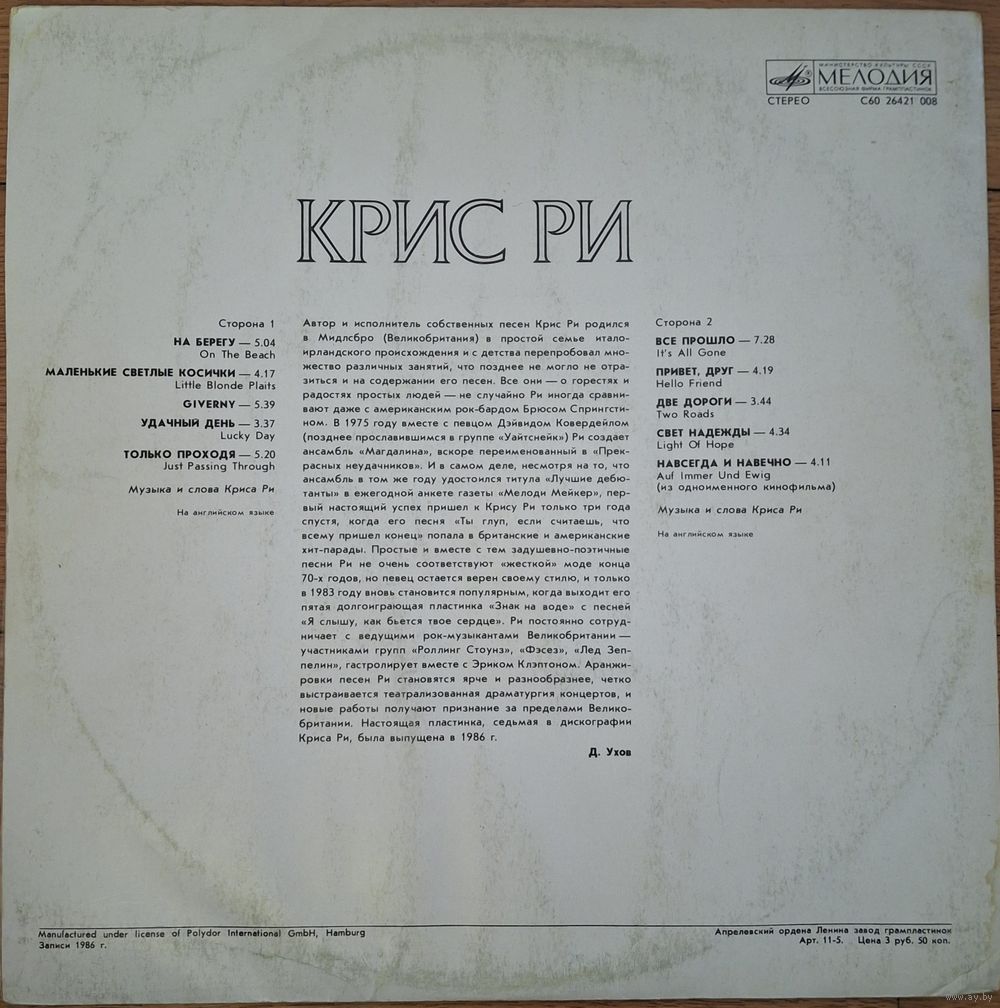 МИНИСТЕРСТВО КУЛЬТУРЫ СССР
МЕЛОДИЯ
ВСЕСОЮЗНАЯ ФИРМА ГРАМПЛАСТИНОК
СТЕРЕО С60 26421 008
КРИС РИ
Сторона 1
НА БЕРЕГУ — 5.04
On The Beach
МАЛЕНЬКИЕ СВЕТЛЫЕ КОСИЧКИ — 4.17
Little Blonde Plaits
GIVERNY — 5.39
УДАЧНЫЙ ДЕНЬ — 3.37
Lucky Day
ТОЛЬКО ПРОХОДЯ — 5.20
Just Passing Through
Музыка и слова Криса Ри
На английском языке
Автор и исполнитель собственных песен Крис Ри родился
в Мидлсбро (Великобритания) в простой семье итало-
ирландского происхождения и с детства перепробовал мно-
жество различных занятий, что позднее не могло не отра-
зиться и на содержании его песен. Все они — о горестях и
радостях простых людей — не случайно Ри иногда сравни-
вают даже с американским рок-бардом Брюсом Спрингсти-
ном. В 1975 году вместе с певцом Дэйвидом Ковердейлом
(позднее прославившимся в группе «Уайтснейк») Ри создает
ансамбль «Магдалина», вскоре переименованный в «Прек-
расных неудачников». И в самом деле, несмотря на то, что
ансамбль в том же году удостоился титула «Лучшие дебю-
танты» в ежегодной анкете газеты «Мелоди Мейкер», пер-
вый настоящий успех пришел к Крису Ри только три года
спустя, когда его песня «Ты глуп, если считаешь, что
всему пришел конец» попала в британские и американские
хит-парады. Простые и вместе с тем задушевно-поэтичные
песни Ри не очень соответствуют «жесткой» моде конца
70-х годов, но певец остается верен своему стилю, и только
в 1983 году вновь становится популярным, когда выходит его
пятая долгоиграющая пластинка «Знак на воде» с песней
«Я слышу, как бьется твое сердце». Ри постоянно сотруд-
ничает с ведущими рок-музыкантами Великобритании —
участниками групп «Роллинг Стоунз», «Фэсез», «Лед Зеп-
пелин», гастролирует вместе с Эриком Клэптоном. Аранжи-
ровки песен Ри становятся ярче и разнообразнее, четко
выстраивается театрализованная драматургия концертов, и
новые работы получают признание за пределами Велико-
британии. Настоящая пластинка, седьмая в дискографии
Криса Ри, была выпущена в 1986 г.
Д. Ухов
Сторона 2
ВСЕ ПРОШЛО — 7.28
It's All Gone
ПРИВЕТ, ДРУГ — 4.19
Hello Friend
ДВЕ ДОРОГИ — 3.44
Two Roads
СВЕТ НАДЕЖДЫ — 4.34
Light Of Hope
НАВСЕГДА И НАВЕЧНО — 4.11
Auf Immer Und Ewig
(из одноименного кинофильма)
Музыка и слова Криса Ри
На английском языке
Manufactured under license of Polydor International GmbH, Hamburg
Записи 1986 г.
Апрелевский ордена Ленина завод грампластинок
Арт. 11-5. Цена 3 руб. 50 коп.
www.ay.by